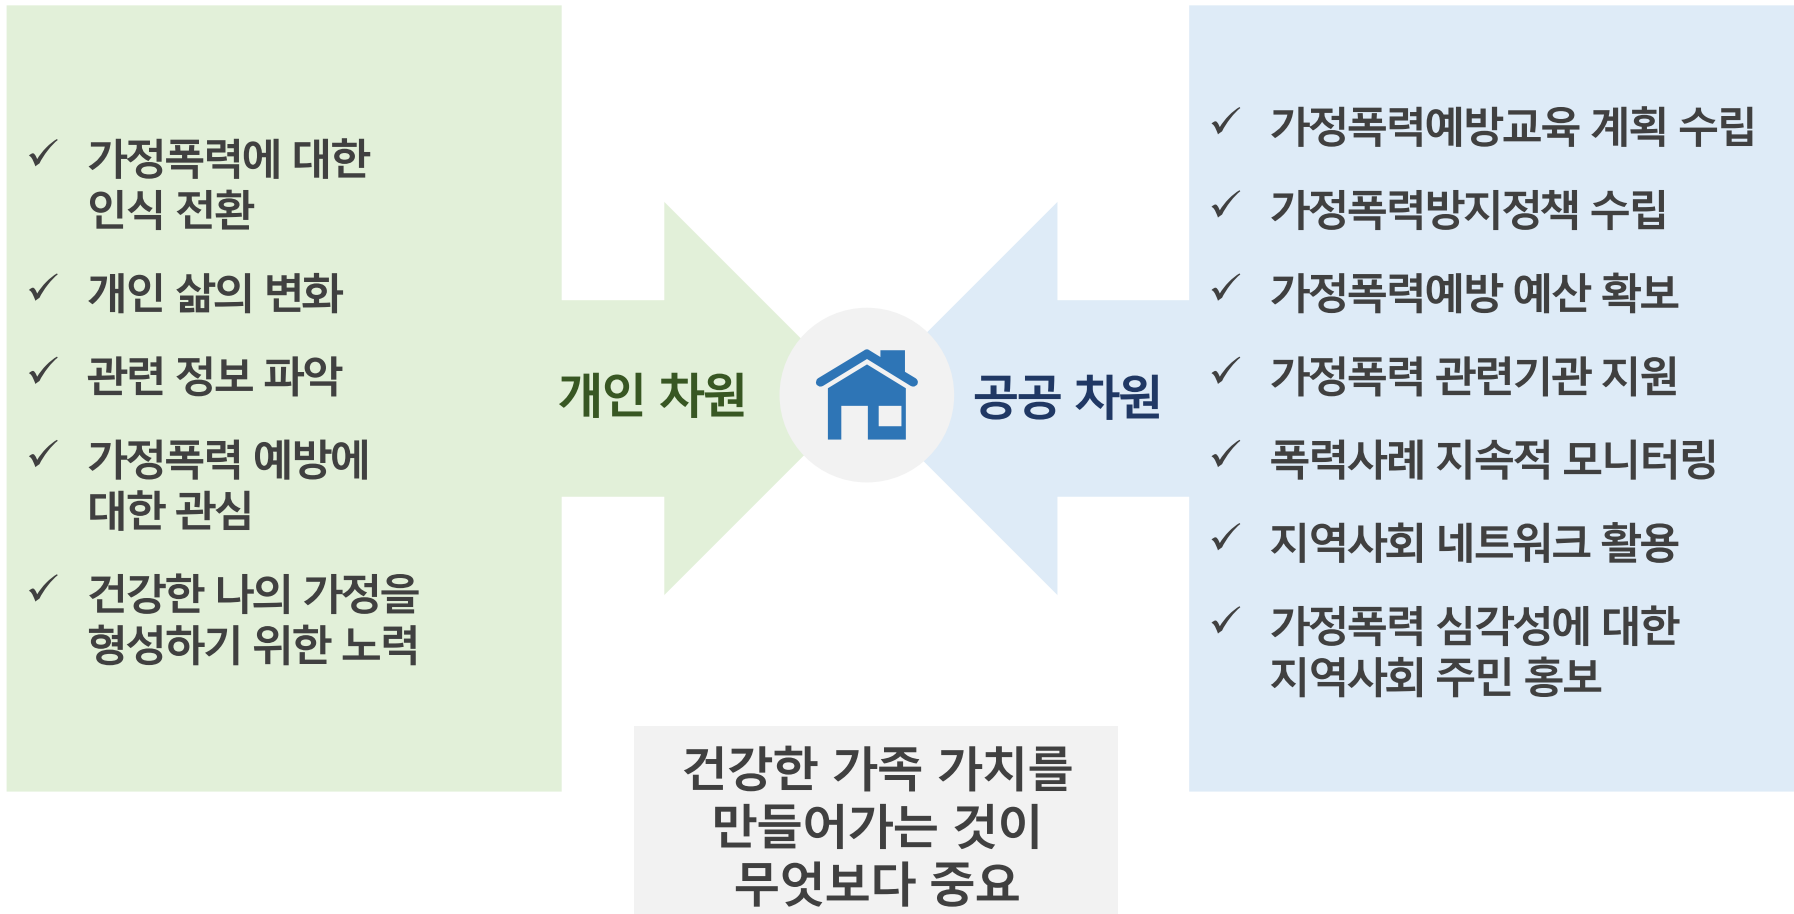 가정폭력에 대한
인식 전환
개인 삶의 변화
관련 정보 파악
가정폭력 예방에
대한 관심
건강한 나의 가정을
형성하기 위한 노력
개인 차원
공공 차원
가정폭력예방교육 계획 수립
가정폭력방지정책 수립
가정폭력예방 예산 확보
가정폭력 관련기관 지원
폭력사례 지속적 모니터링
지역사회 네트워크 활용
가정폭력 심각성에 대한
지역사회 주민 홍보
건강한 가족 가치를
만들어가는 것이
무엇보다 중요